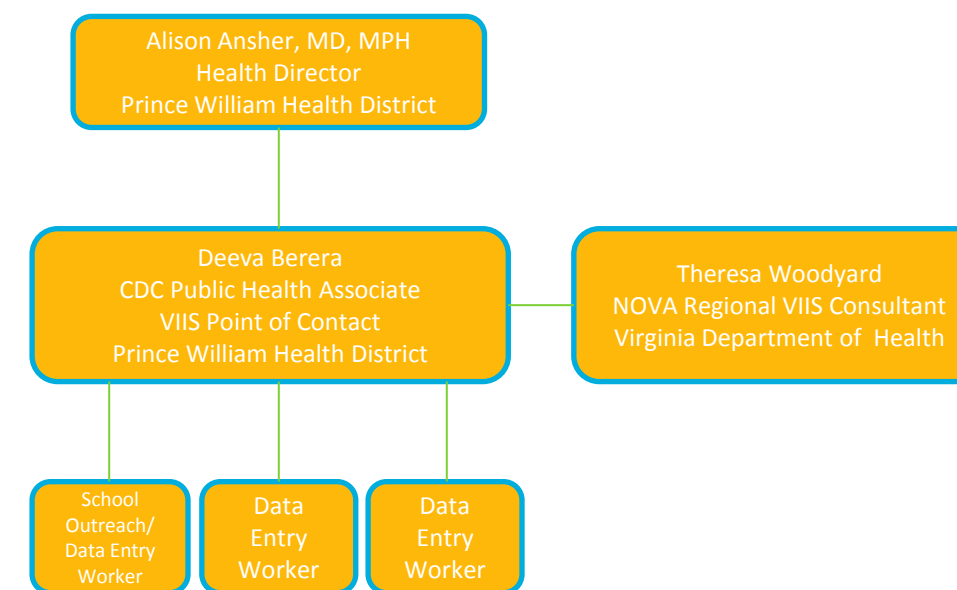 Alison Ansher, MD, MPH
Health Director
Prince William Health District
Deeva Berera
CDC Public Health Associate
VIIS Point of Contact
Prince William Health District
Theresa Woodyard
NOVA Regional VIIS Consultant
Virginia Department of  Health
School
Outreach/
Data Entry
Worker
Data
Entry
Worker
Data
Entry
Worker